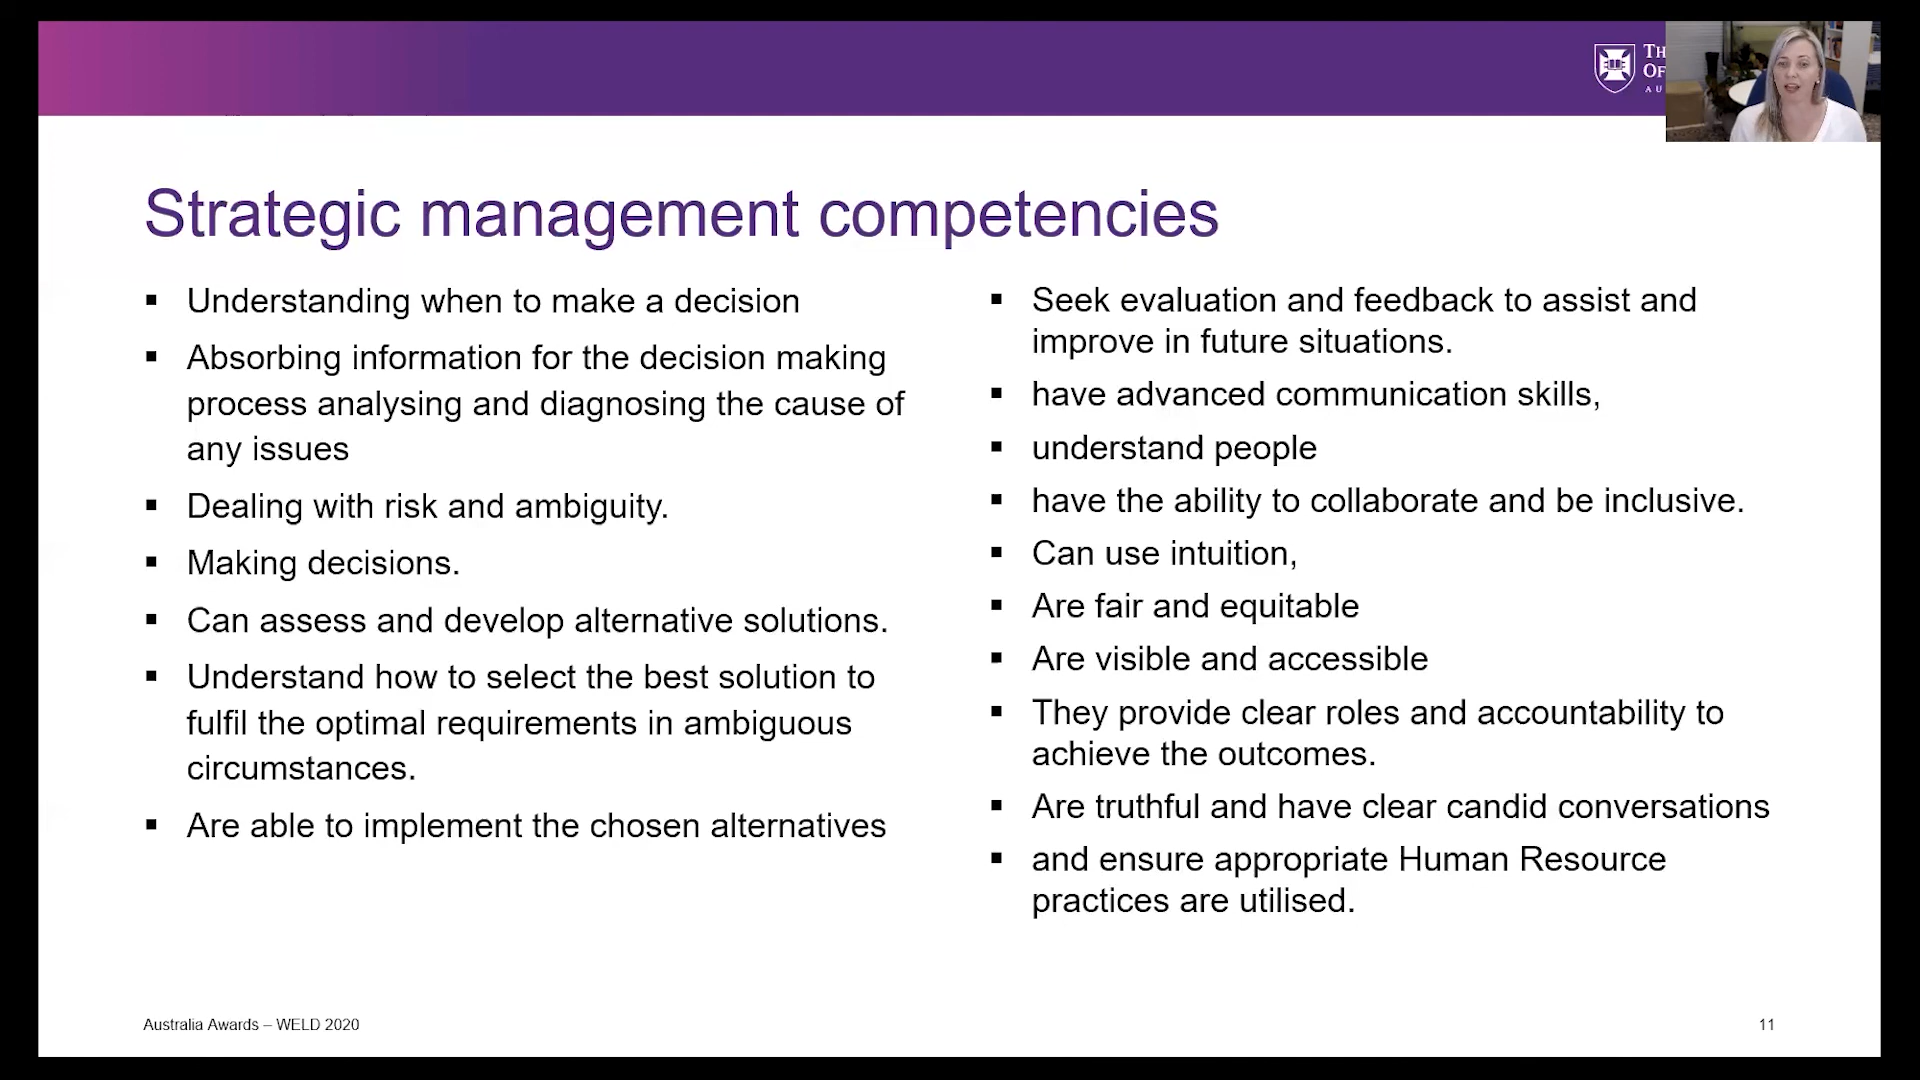 Strategic management competencies
▪ Understanding when to make a decision
▪ Absorbing information for the decision making
process analysing and diagnosing the cause of
any issues
▪ Dealing with risk and ambiguity.
▪ Making decisions.
▪ Can assess and develop alternative solutions.
▪ Understand how to select the best solution to
fulfil the optimal requirements in ambiguous
circumstances.
▪ Are able to implement the chosen alternatives
▪ Seek evaluation and feedback to assist and
improve in future situations.
▪ have advanced communication skills,
▪ understand people
▪ have the ability to collaborate and be inclusive.
▪ Can use intuition,
▪ Are fair and equitable
▪ Are visible and accessible
▪ They provide clear roles and accountability to
achieve the outcomes.
▪ Are truthful and have clear candid conversations
▪ and ensure appropriate Human Resource
practices are utilised.
Australia Awards – WELD 2020
11